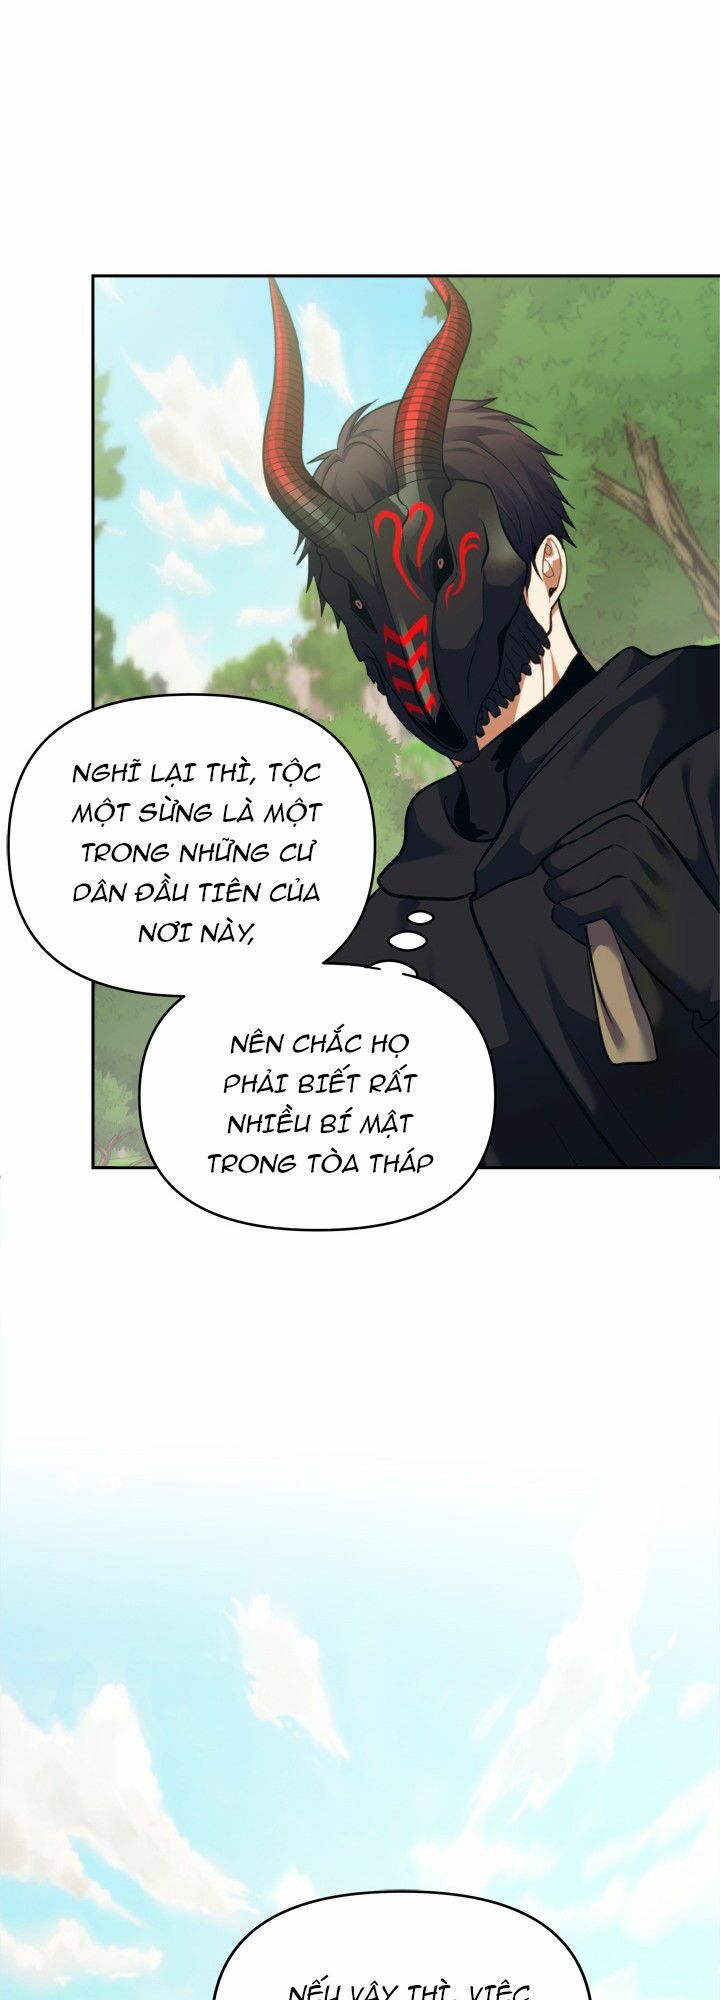 NGHĨ LẠI THÌ, TỘC
MỘT SỪNG LÀ MỘT
TRONG NHỮNG CƯ
DÂN ĐẦU TIÊN CỦA
NƠI NÀY,
NÊN CHẮC HỌ
PHẢI BIẾT RẤT
NHIỀU BÍ MẬT
TRONG TÒA THÁP
NẾU VẬY THÌ, VIỆC